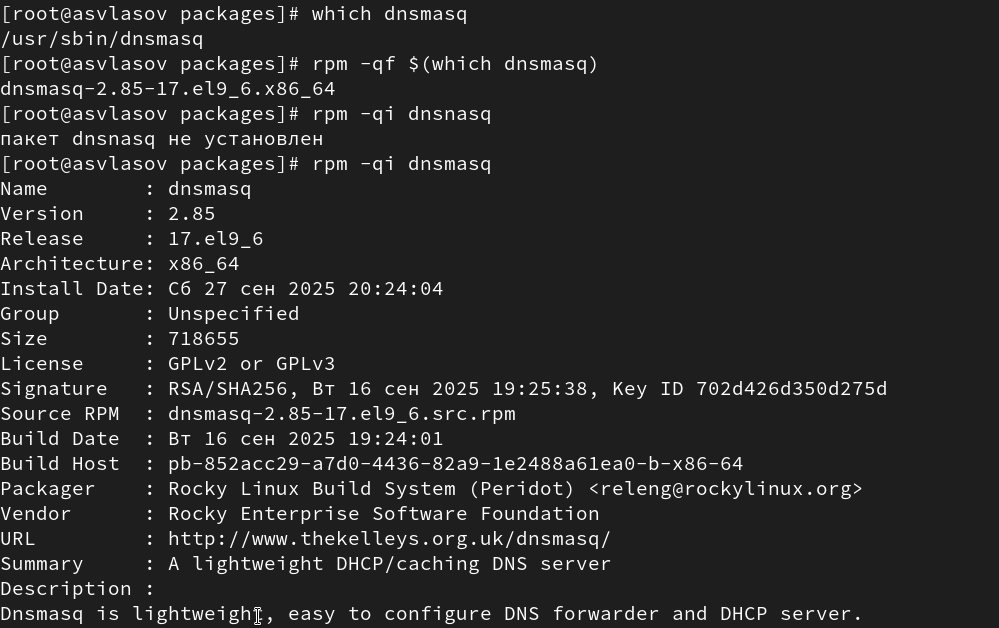 [root@asvlasov packages]# which dnsmasq
/usr/sbin/dnsmasq
[root@asvlasov packages]# rpm -qf $(which dnsmasq)
dnsmasq-2.85-17.el9_6.x86_64
[root@asvlasov packages]# rpm -qi dnsnasq
пакет dnsnasq не установлен
[root@asvlasov packages]# rpm -qi dnsmasq
Name        : dnsmasq
Version     : 2.85
Release     : 17.el9_6
Architecture: x86_64
Install Date: Сб 27 сен 2025 20:24:04
Group       : Unspecified
Size        : 718655
License     : GPLv2 or GPLv3
Signature   : RSA/SHA256, Вт 16 сен 2025 19:25:38, Key ID 702d426d350d275d
Source RPM  : dnsmasq-2.85-17.el9_6.src.rpm
Build Date  : Вт 16 сен 2025 19:24:01
Build Host  : pb-852acc29-a7d0-4436-82a9-1e2488a61ea0-b-x86-64
Packager    : Rocky Linux Build System (Peridot) <releng@rockylinux.org>
Vendor      : Rocky Enterprise Software Foundation
URL         : http://www.thekelleys.org.uk/dnsmasq/
Summary     : A lightweight DHCP/caching DNS server
Description :
Dnsmasq is lightweight, easy to configure DNS forwarder and DHCP server.